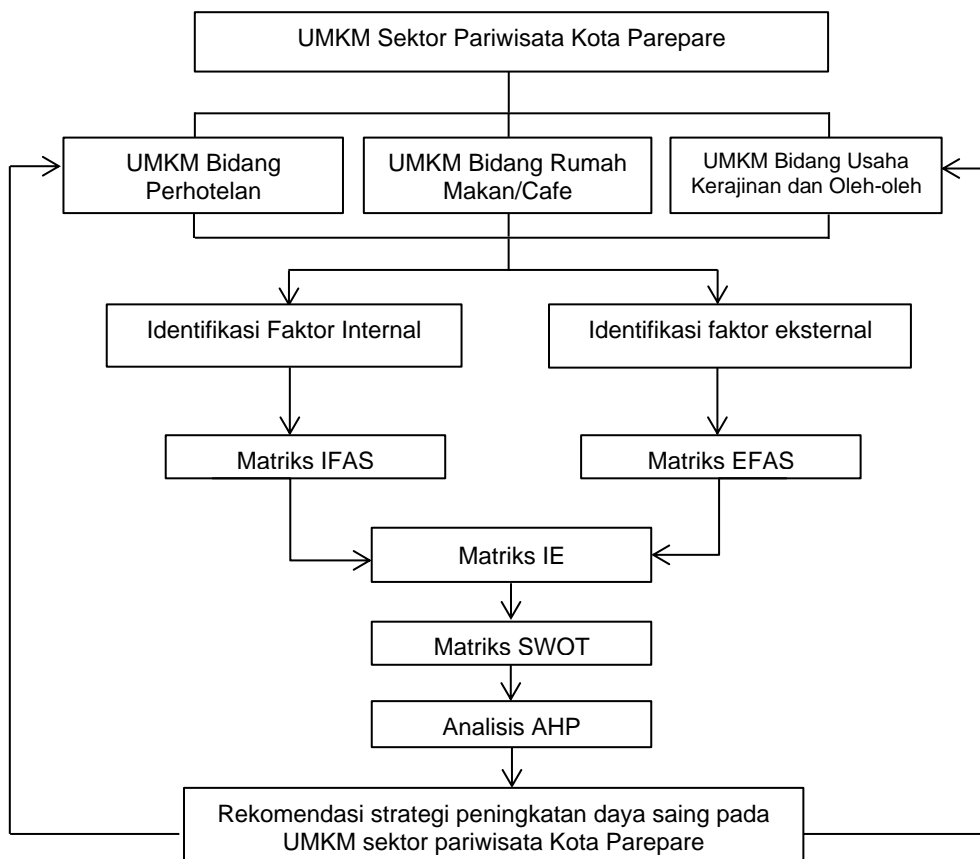 UMKM Sektor Pariwisata Kota Parepare
UMKM Bidang
Perhotelan
UMKM Bidang Rumah
Makan/Cafe
UMKM Bidang Usaha
Kerajinan dan Oleh-oleh
Identifikasi Faktor Internal
Identifikasi faktor eksternal
Matriks IFAS
Matriks EFAS
Matriks IE
Matriks SWOT
Analisis AHP
Rekomendasi strategi peningkatan daya saing pada
UMKM sektor pariwisata Kota Parepare